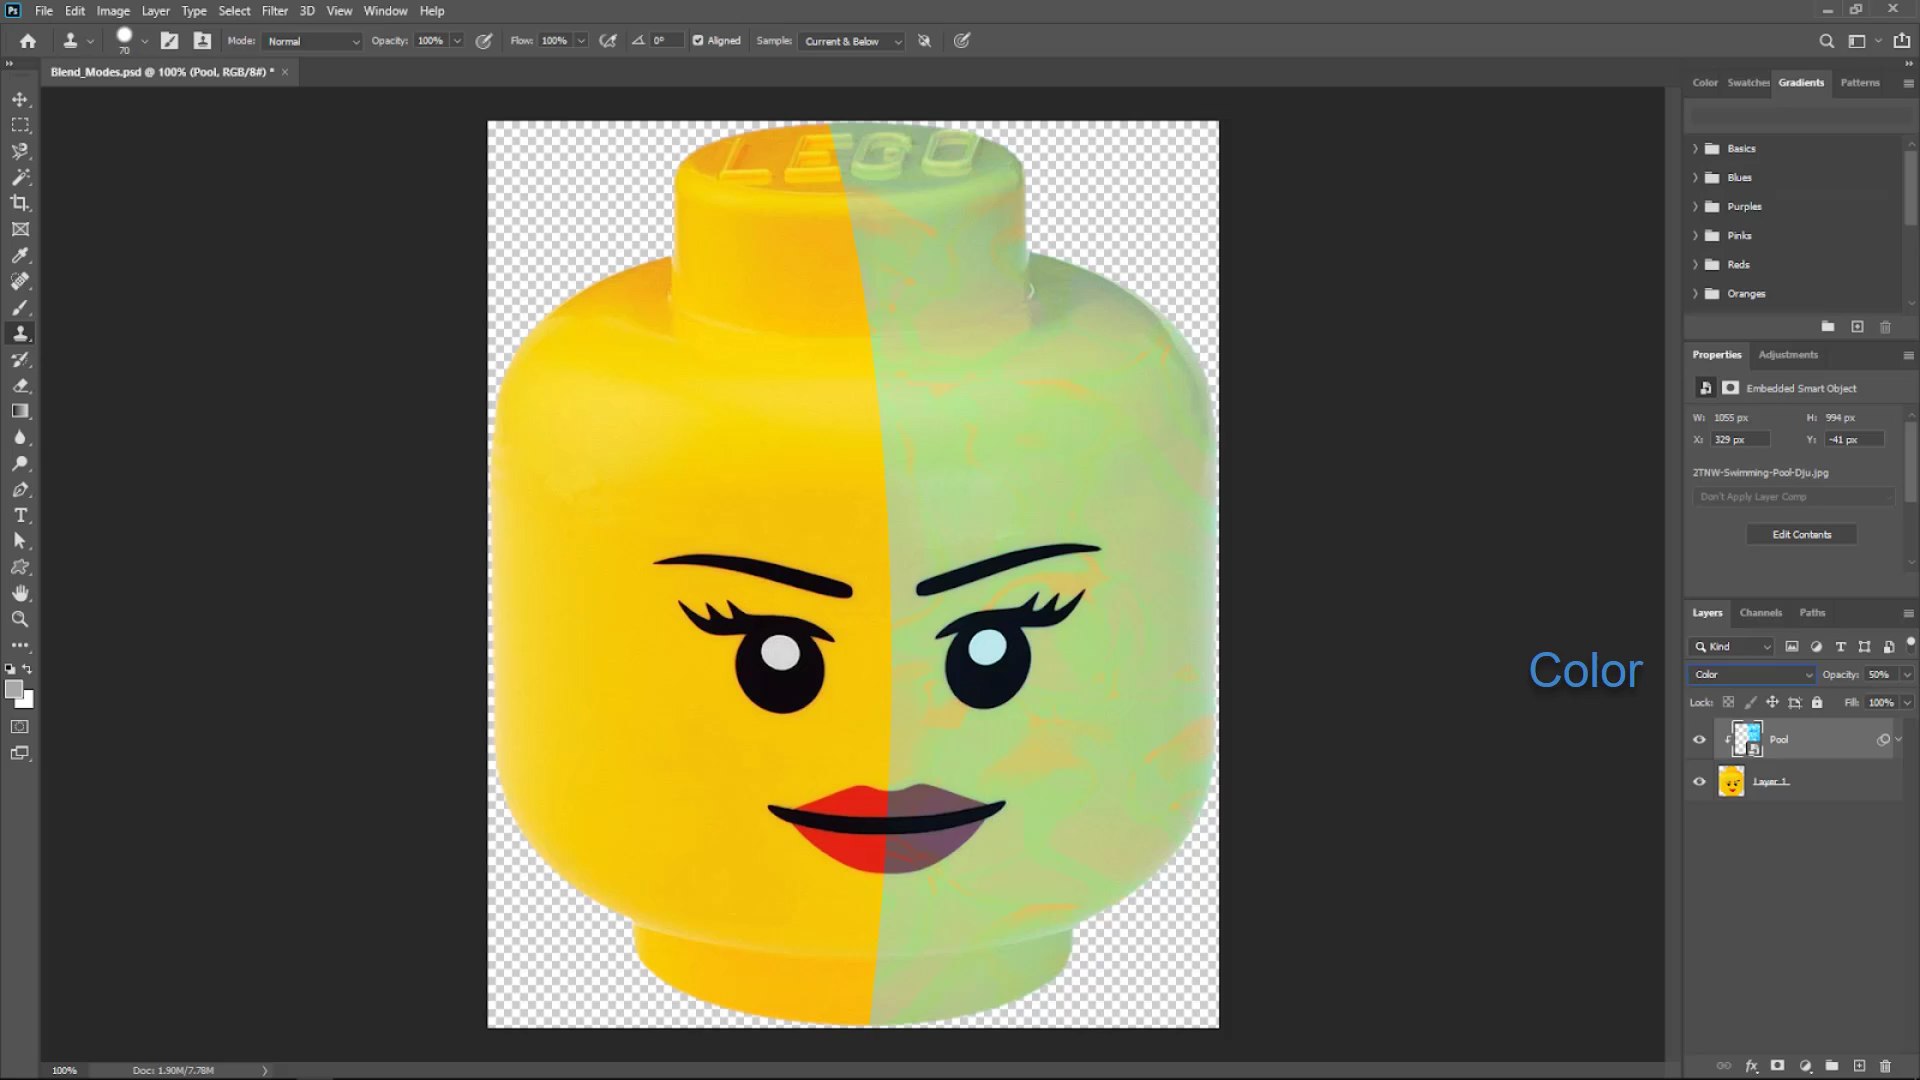 Ps File Edit Image Layer Type Select Filter 3D View Window Help
70 Mode: Normal Opacity: 100% Flow: 100% 0° Aligned Sample: Current & Below
Blend_Modes.psd @ 100% (Pool, RGB/8#) * ×
Color Swatches Gradients Patterns
Basics
Blues
Purples
Pinks
Reds
Oranges
Properties Adjustments
Embedded Smart Object
W: 1055 px H: 994 px
X: 329 px Y: -41 px
2TNW-Swimming-Pool-Dju.jpg
Don't Apply Layer Comp
Edit Contents
Layers Channels Paths
Kind
Color Opacity: 50%
Lock: Fill: 100%
Pool
Layer 1
fx
LEGO
Color
100% Doc: 1.90M/7.78M